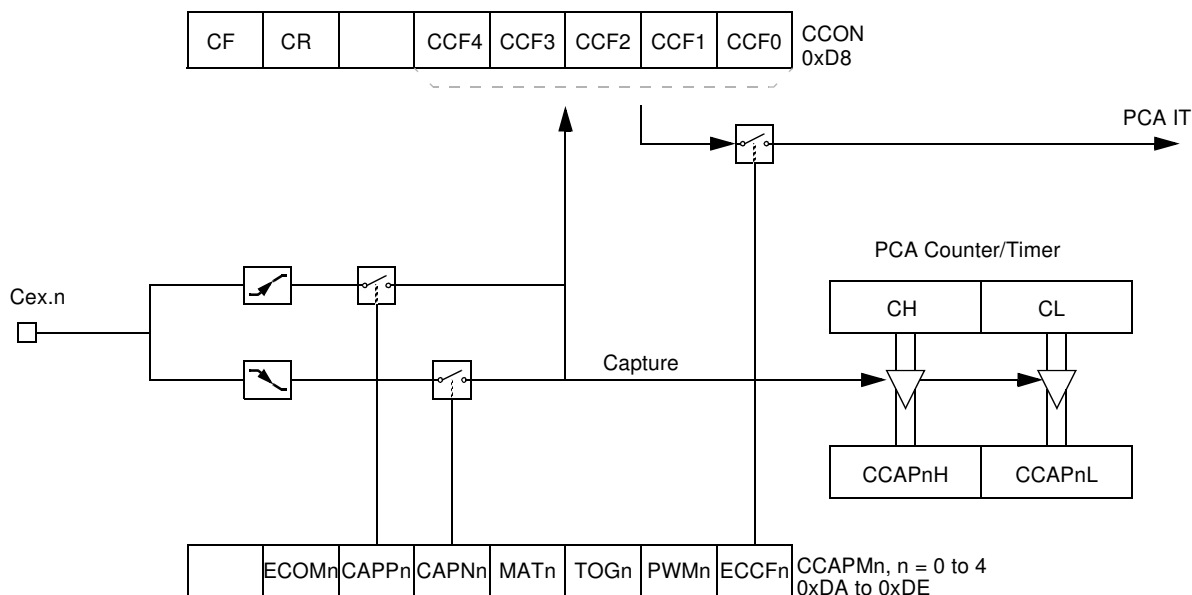 CF CR CCF4 CCF3 CCF2 CCF1 CCF0 CCON
0xD8
PCA IT
PCA Counter/Timer
Cex.n
CH CL
Capture
CCAPnH CCAPnL
ECOMn CAPPn CAPNn MATn TOGn PWMn ECCFn CCAPMn, n = 0 to 4
0xDA to 0xDE